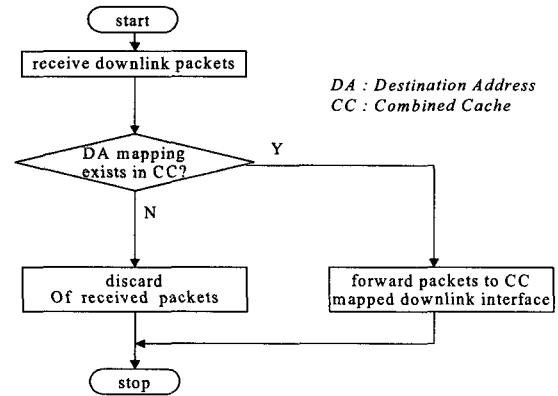 start
receive downlink packets
DA : Destination Address
CC : Combined Cache
DA mapping
exists in CC?
Y
N
discard
Of received packets
forward packets to CC
mapped downlink interface
stop